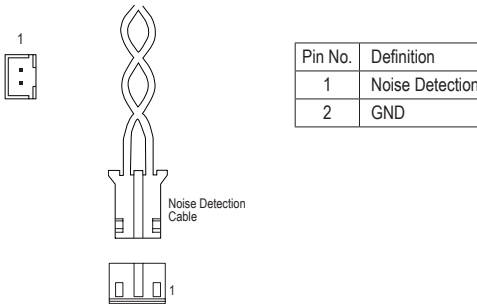 1
Pin No. Definition
1 Noise Detection
2 GND
Noise Detection
Cable
1